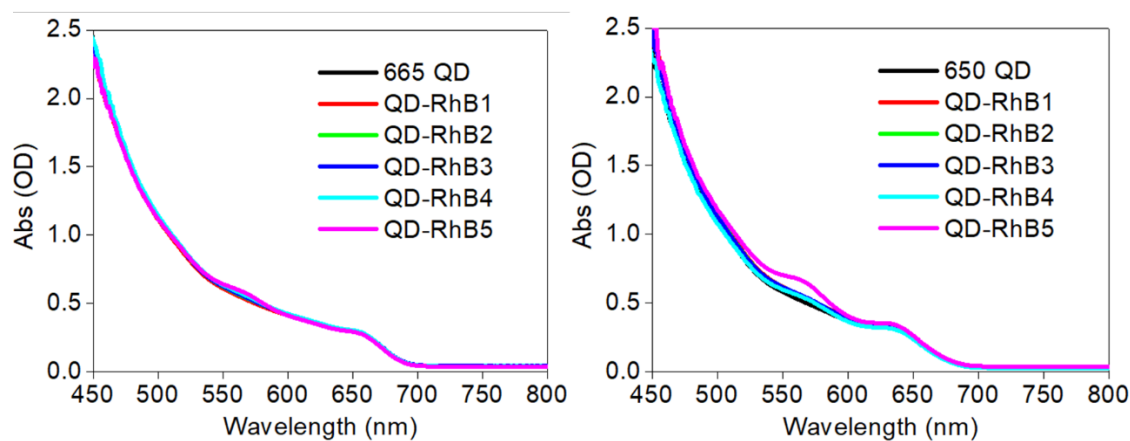 2.5
2.0
1.5
1.0
0.5
0.0
Abs (OD)
665 QD
QD-RhB1
QD-RhB2
QD-RhB3
QD-RhB4
QD-RhB5
450 500 550 600 650 700 750 800
Wavelength (nm)
2.5
2.0
1.5
1.0
0.5
0.0
Abs (OD)
650 QD
QD-RhB1
QD-RhB2
QD-RhB3
QD-RhB4
QD-RhB5
450 500 550 600 650 700 750 800
Wavelength (nm)